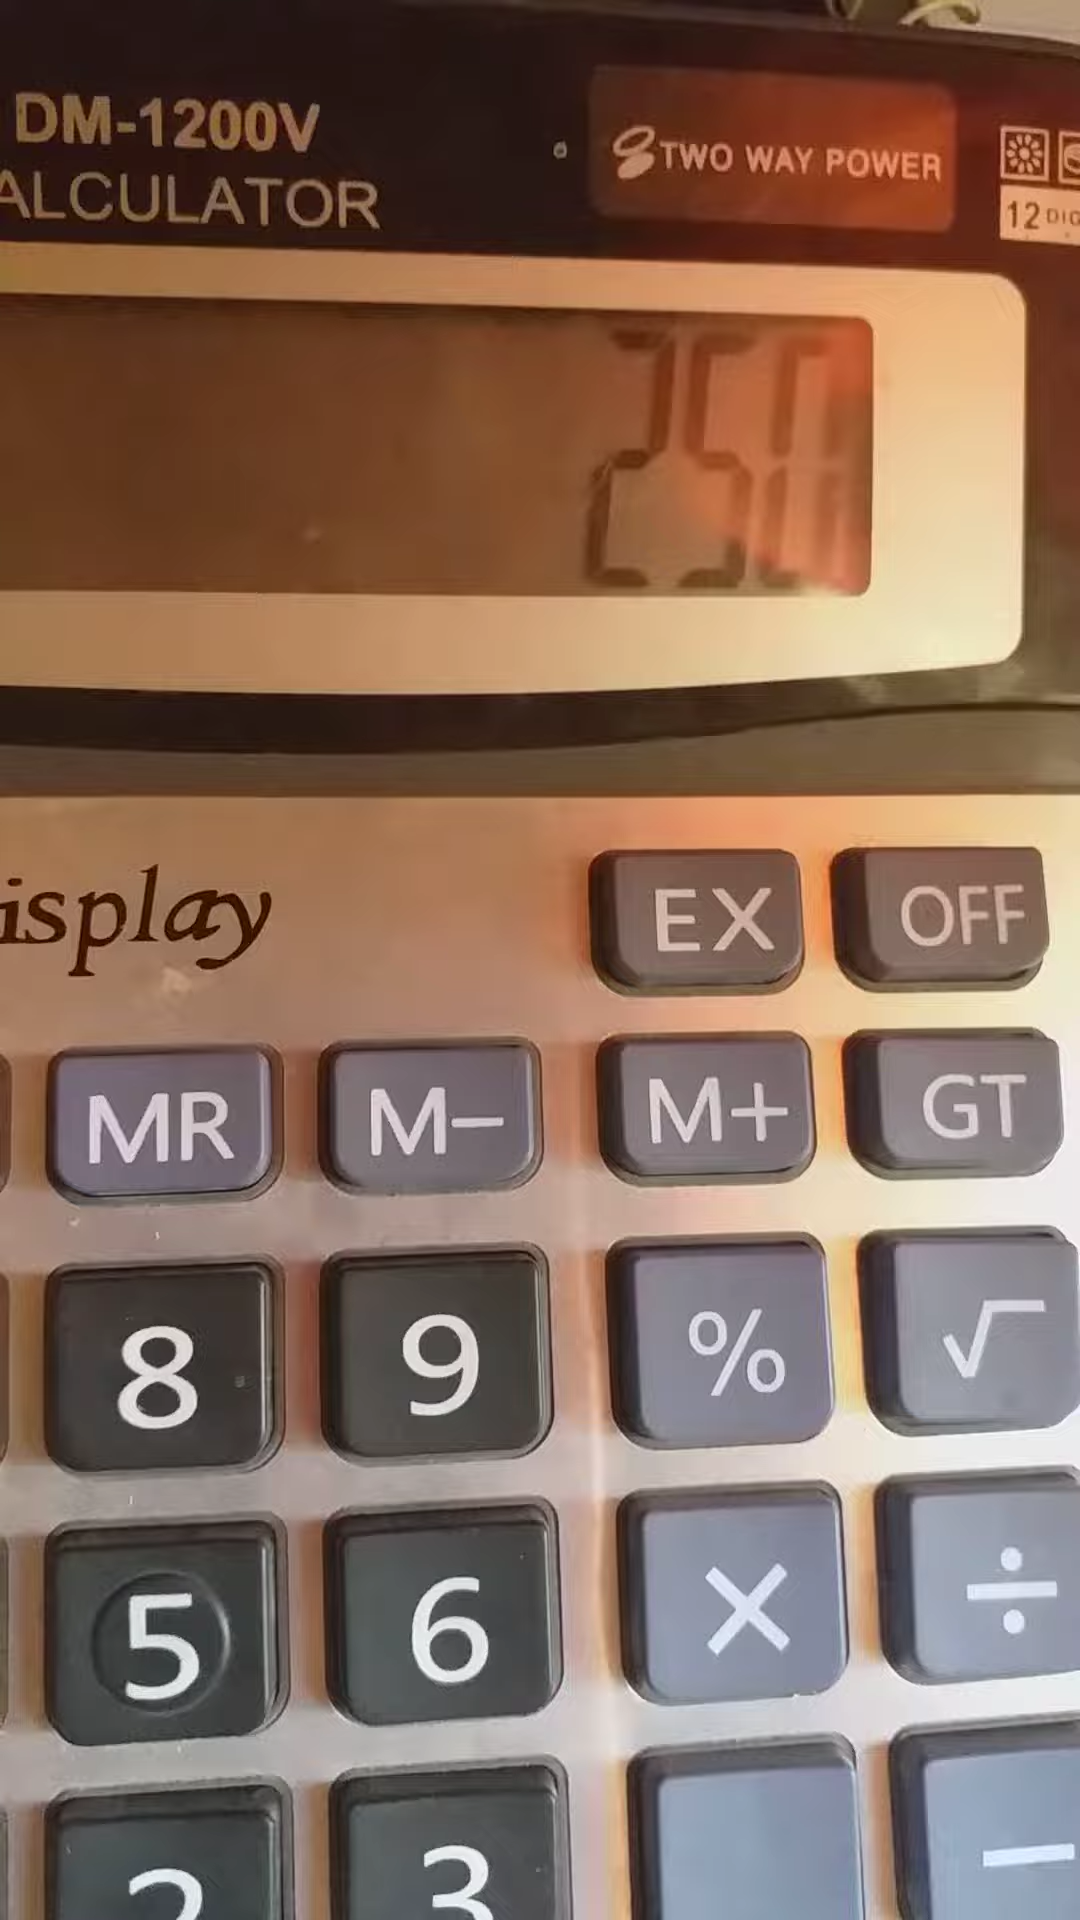 DM-1200V
ALCULATOR
TWO WAY POWER
12 DIG
250
isplay
EX OFF
MR M− M+ GT
8 9 % √
5 6 × ÷
2 3 −